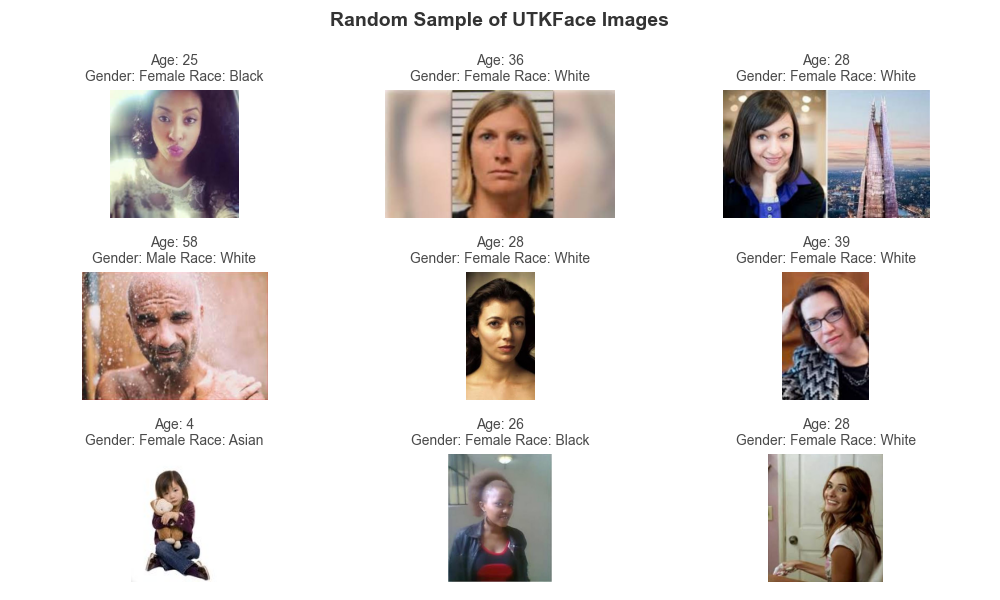 Random Sample of UTKFace Images
Age: 25
Gender: Female Race: Black
Age: 36
Gender: Female Race: White
Age: 28
Gender: Female Race: White
Age: 58
Gender: Male Race: White
Age: 28
Gender: Female Race: White
Age: 39
Gender: Female Race: White
Age: 4
Gender: Female Race: Asian
Age: 26
Gender: Female Race: Black
Age: 28
Gender: Female Race: White